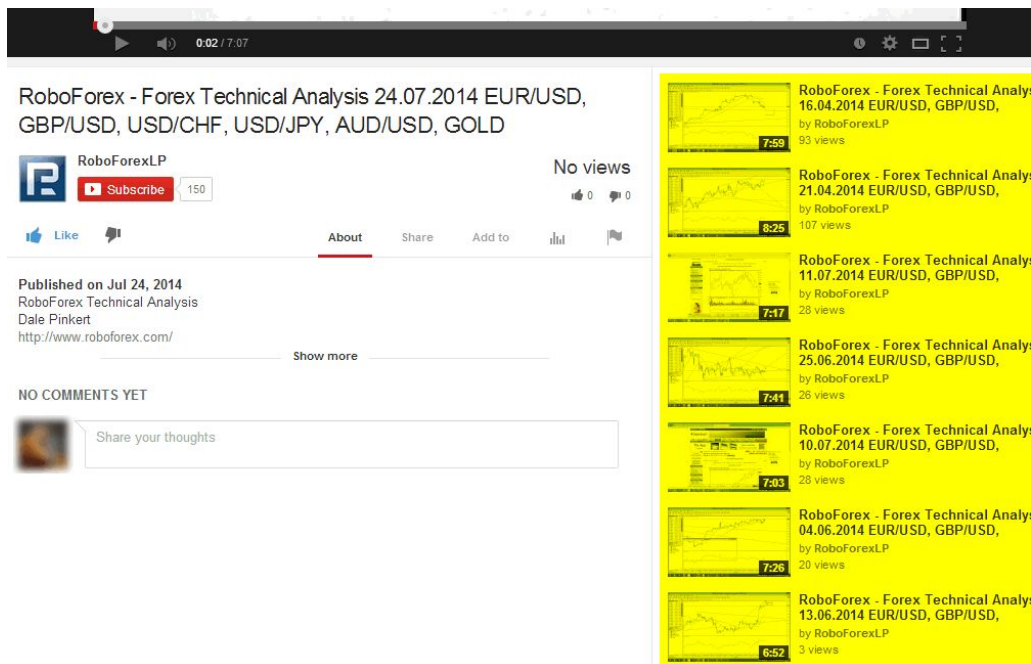 0:02 / 7:07
RoboForex - Forex Technical Analysis 24.07.2014 EUR/USD,
GBP/USD, USD/CHF, USD/JPY, AUD/USD, GOLD
RoboForexLP
Subscribe 150
No views
0 0
Like
About Share Add to
Published on Jul 24, 2014
RoboForex Technical Analysis
Dale Pinkert
http://www.roboforex.com/
Show more
NO COMMENTS YET
Share your thoughts
RoboForex - Forex Technical Analys
16.04.2014 EUR/USD, GBP/USD,
by RoboForexLP
93 views
7:59
RoboForex - Forex Technical Analys
21.04.2014 EUR/USD, GBP/USD,
by RoboForexLP
107 views
8:25
RoboForex - Forex Technical Analys
11.07.2014 EUR/USD, GBP/USD,
by RoboForexLP
28 views
7:17
RoboForex - Forex Technical Analys
25.06.2014 EUR/USD, GBP/USD,
by RoboForexLP
26 views
7:41
RoboForex - Forex Technical Analys
10.07.2014 EUR/USD, GBP/USD,
by RoboForexLP
28 views
7:03
RoboForex - Forex Technical Analys
04.06.2014 EUR/USD, GBP/USD,
by RoboForexLP
20 views
7:26
RoboForex - Forex Technical Analys
13.06.2014 EUR/USD, GBP/USD,
by RoboForexLP
3 views
6:52